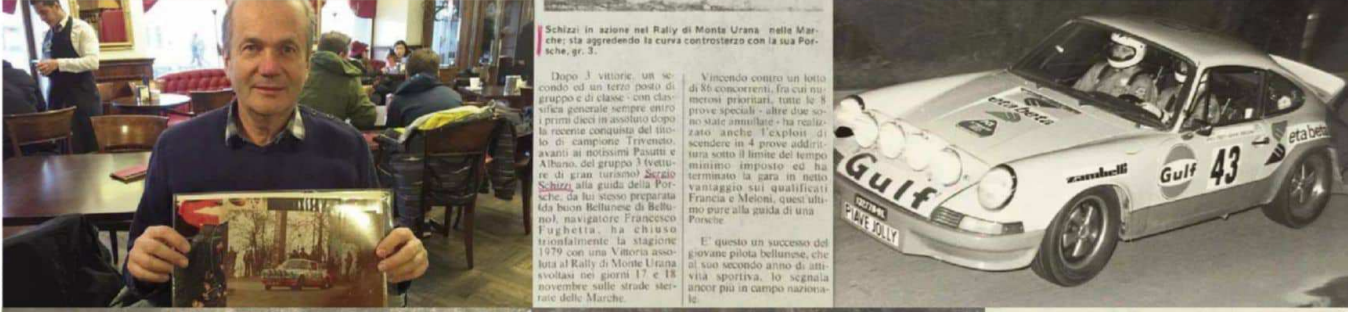 Schizzi in azione nel Rally di Monte Urana nelle Mar-
che; sta aggredendo la curva controsterzo con la sua Por-
sche, gr. 3.
Dopo 3 vittorie, un se-
condo ed un terzo posto di
gruppo e di classe - con clas-
sifica generale sempre entro
i primi dieci in assoluto dopo
la recente conquista del tito-
lo di campione Triveneto,
avanti ai notissimi Pasutti e
Albano, del gruppo 3 (vettu-
re di gran turismo) Sergio
Schizzi alla guida della Por-
sche, da lui stesso preparata
(da buon Bellunese di Bellu-
no), navigatore Francesco
Fughetta, ha chiuso
trionfalmente la stagione
1979 con una Vittoria asso-
luta al Rally di Monte Urana
svoltasi nei giorni 17 e 18
novembre sulle strade ster-
rate delle Marche.
Vincendo contro un lotto
di 86 concorrenti, fra cui nu-
merosi prioritari, tutte le 8
prove speciali - altre due so-
no state annullate - ha realiz-
zato anche l'exploit di
scendere in 4 prove addirit-
tura sotto il limite del tempo
minimo imposto ed ha
terminato la gara in netto
vantaggio sui qualificati
Francia e Meloni, quest'ulti-
mo pure alla guida di una
Porsche.
E' questo un successo del
giovane pilota bellunese, che
al suo secondo anno di atti-
vità sportiva, lo segnala
ancor più in campo naziona-
le.
eta beta
Gulf
PIAVE JOLLY
zambelli
Gulf
43
eta beta